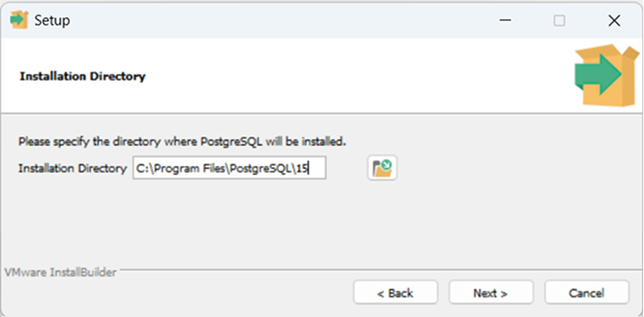 Setup
Installation Directory
Please specify the directory where PostgreSQL will be installed.
Installation Directory C:\Program Files\PostgreSQL\15
VMware InstallBuilder
< Back Next > Cancel